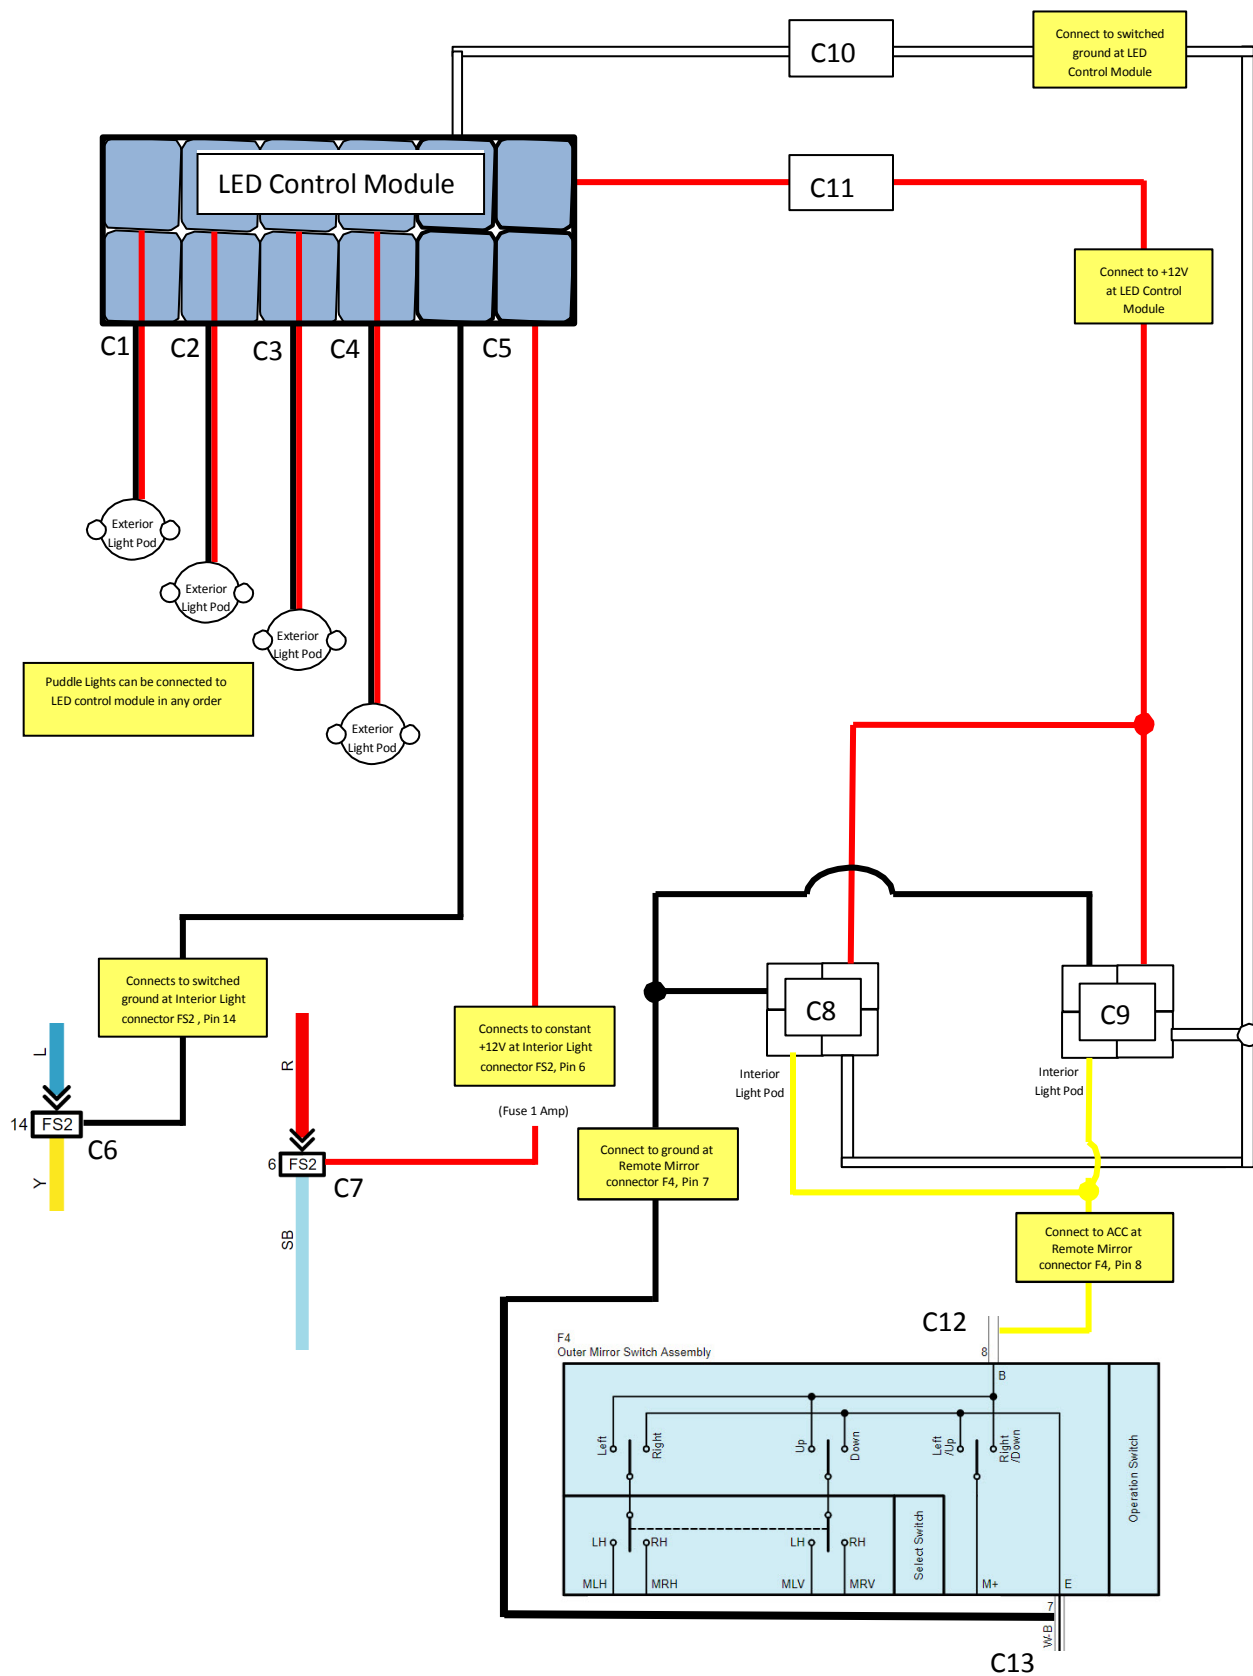 C10
Connect to switched
ground at LED
Control Module
LED Control Module
C11
Connect to +12V
at LED Control
Module
C1
C2
C3
C4
C5
Exterior
Light Pod
Exterior
Light Pod
Exterior
Light Pod
Exterior
Light Pod
Puddle Lights can be connected to
LED control module in any order
Connects to switched
ground at Interior Light
connector FS2 , Pin 14
L
14 FS2
C6
Y
R
6 FS2
C7
SB
Connects to constant
+12V at Interior Light
connector FS2, Pin 6
(Fuse 1 Amp)
C8
Interior
Light Pod
C9
Interior
Light Pod
Connect to ground at
Remote Mirror
connector F4, Pin 7
Connect to ACC at
Remote Mirror
connector F4, Pin 8
C12
F4
Outer Mirror Switch Assembly
8
B
Left
Right
Up
Down
Left
/Up
Right
/Down
Operation Switch
Select Switch
LH
RH
LH
RH
MLH
MRH
MLV
MRV
M+
E
7
W-B
C13